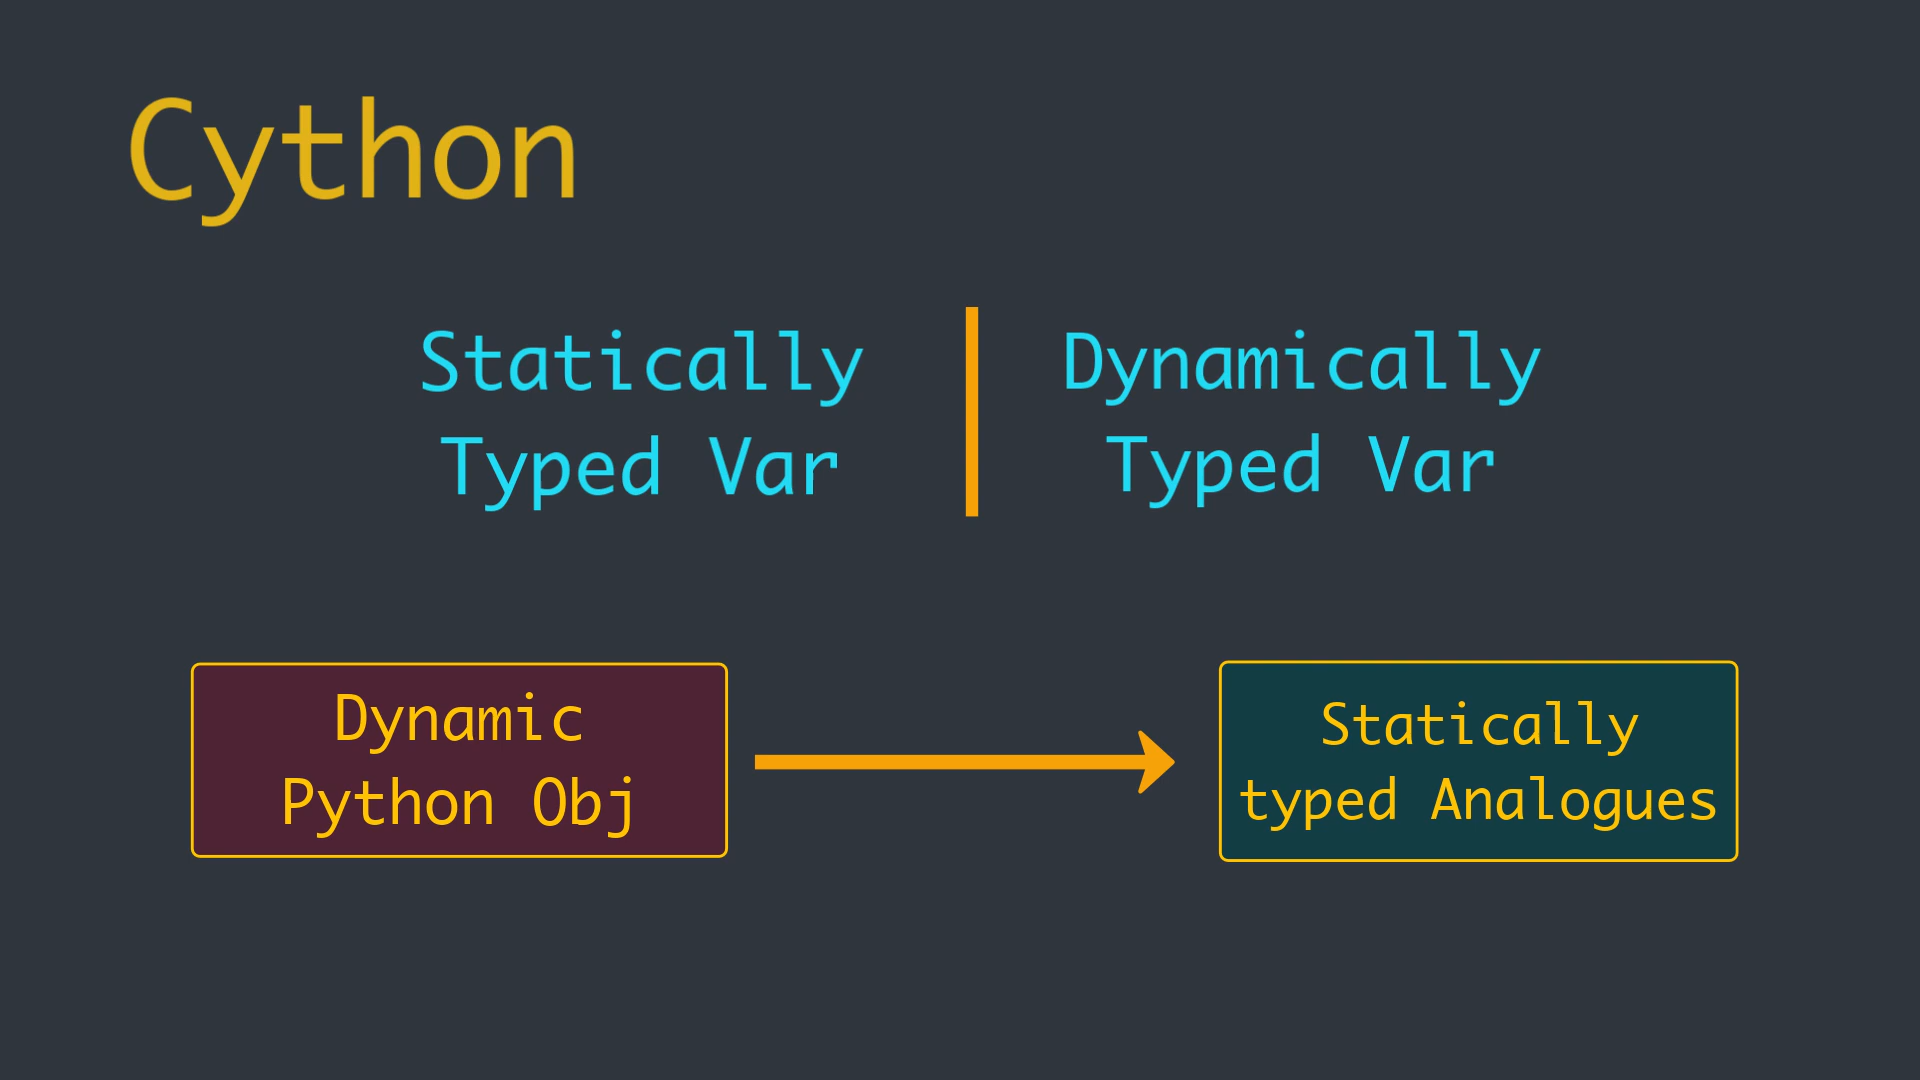 Cython
Statically
Typed Var
Dynamically
Typed Var
Dynamic
Python Obj
Statically
typed Analogues